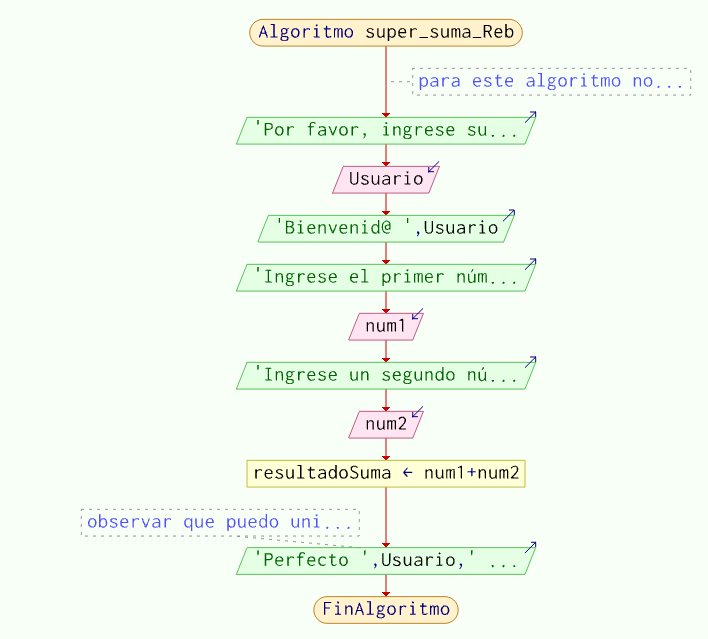 Algoritmo super_suma_Reb
para este algoritmo no...
'Por favor, ingrese su...
Usuario
'Bienvenid@ ',Usuario
'Ingrese el primer núm...
num1
'Ingrese un segundo nú...
num2
resultadoSuma ← num1+num2
observar que puedo uni...
'Perfecto ',Usuario,' ...
FinAlgoritmo